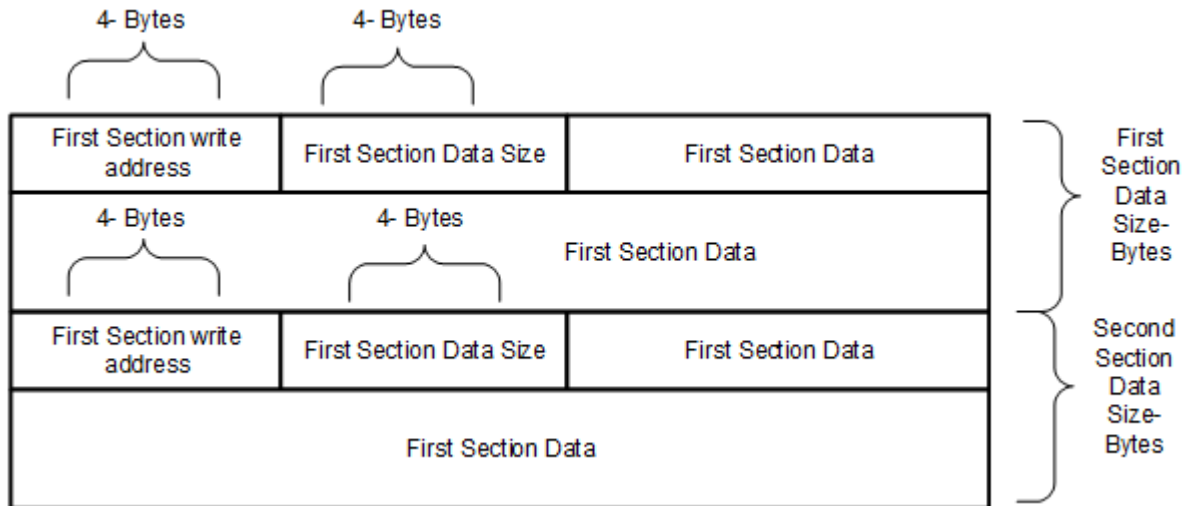 4- Bytes
4- Bytes
First Section write
address
First Section Data Size
First Section Data
First
Section
Data
Size-
Bytes
4- Bytes
4- Bytes
First Section Data
First Section write
address
First Section Data Size
First Section Data
Second
Section
Data
Size-
Bytes
First Section Data